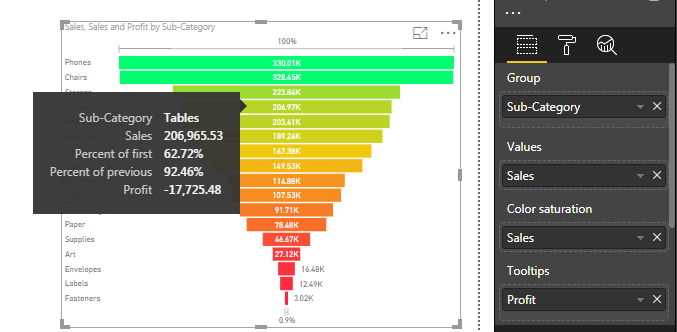 Sales, Sales and Profit by Sub-Category
100%
Phones 330.01K
Chairs 328.45K
223.84K
206.97K
203.41K
189.24K
167.38K
149.53K
114.88K
107.53K
91.71K
Paper 78.48K
Supplies 46.67K
Art 27.12K
Envelopes 16.48K
Labels 12.49K
Fasteners 3.02K
0.9%
Sub-Category Tables
Sales 206,965.53
Percent of first 62.72%
Percent of previous 92.46%
Profit -17,725.48
Group
Sub-Category
Values
Sales
Color saturation
Sales
Tooltips
Profit